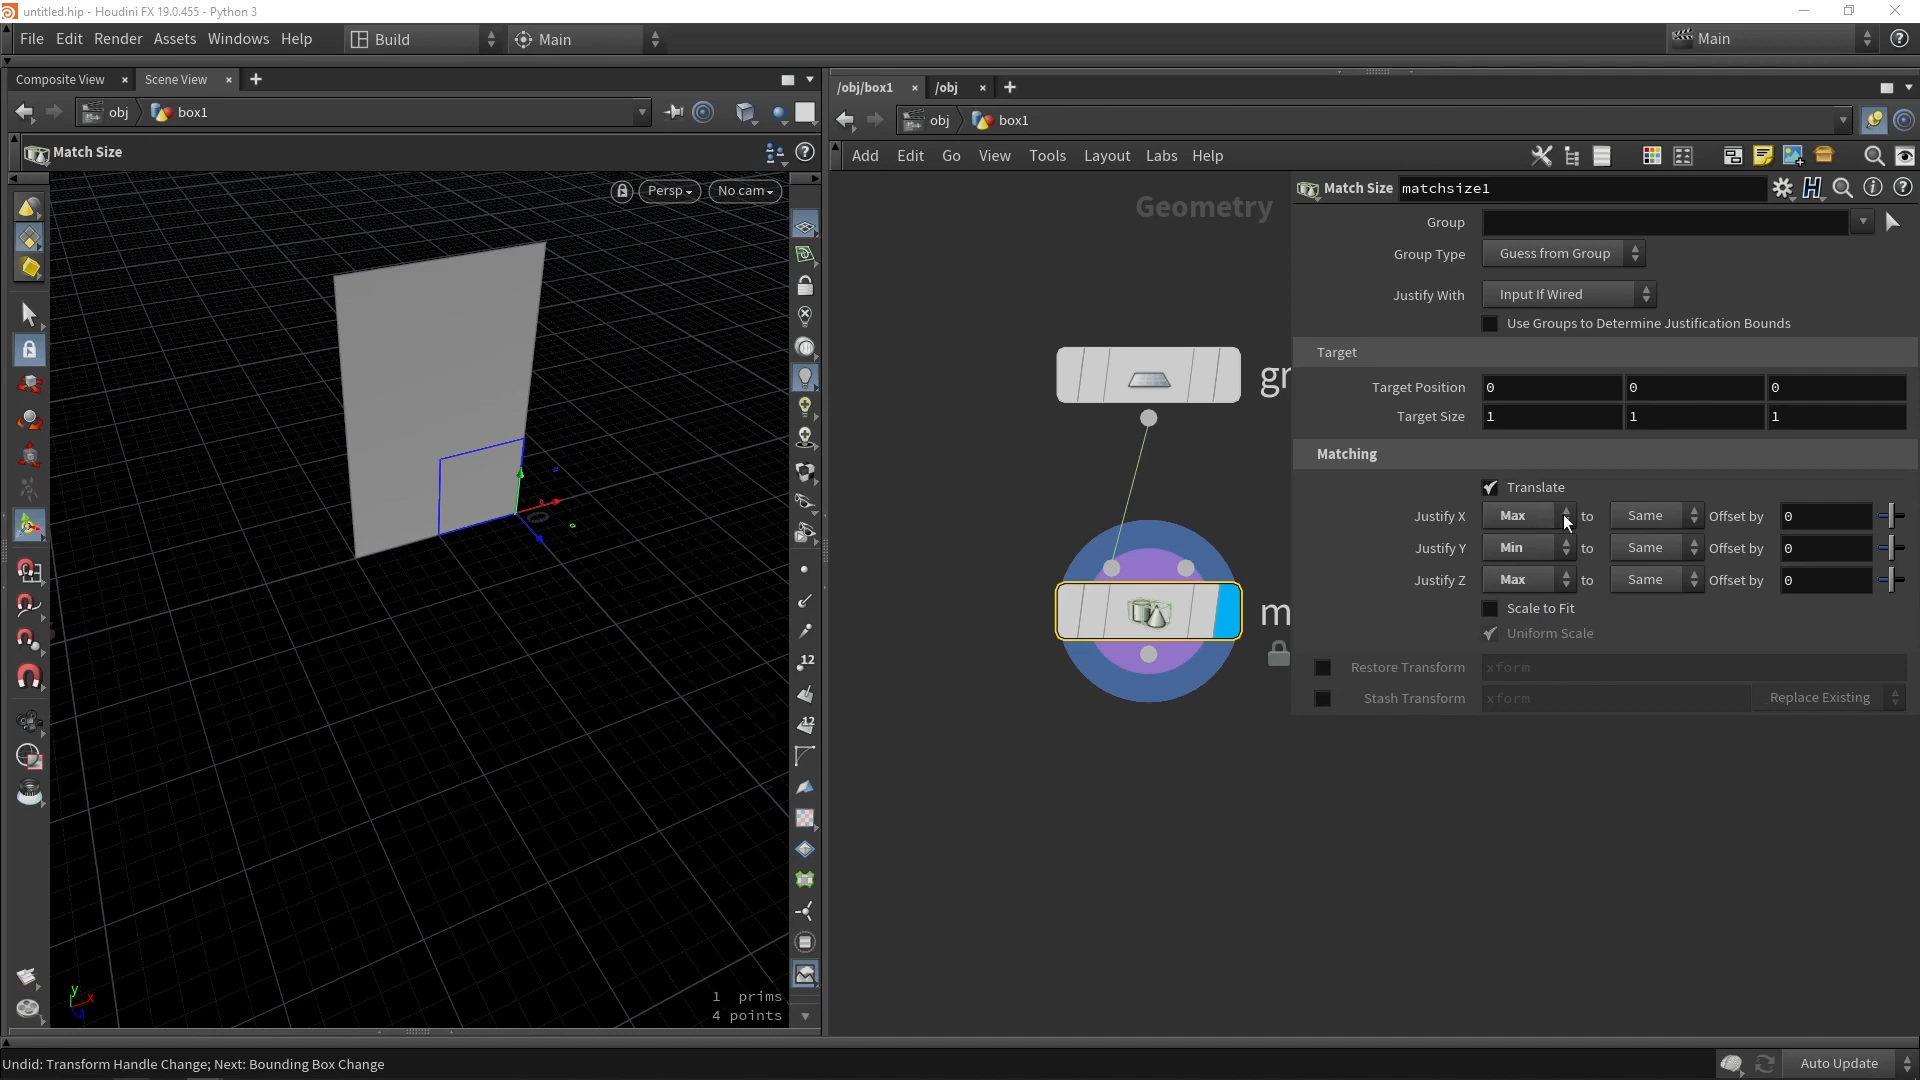 untitled.hip - Houdini FX 19.0.455 - Python 3
File Edit Render Assets Windows Help Build Main Main
Composite View Scene View
obj box1
Match Size
Persp No cam
1 prims
4 points
/obj/box1 /obj
obj box1
Add Edit Go View Tools Layout Labs Help
Geometry
gr
m
Match Size matchsize1
Group
Group Type Guess from Group
Justify With Input If Wired
Use Groups to Determine Justification Bounds
Target
Target Position 0 0 0
Target Size 1 1 1
Matching
Translate
Justify X Max to Same Offset by 0
Justify Y Min to Same Offset by 0
Justify Z Max to Same Offset by 0
Scale to Fit
Uniform Scale
Restore Transform xform
Stash Transform xform Replace Existing
12
12
y
x
z
Undid: Transform Handle Change; Next: Bounding Box Change
Auto Update